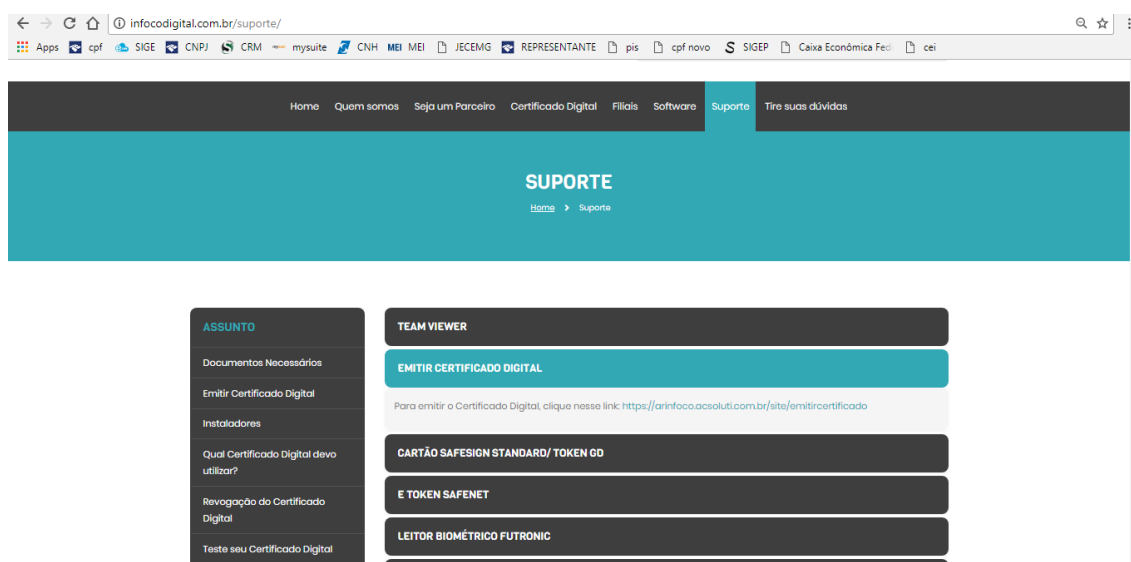 infocodigital.com.br/suporte/
Apps cpf SIGE CNPJ CRM mysuite CNH MEI MEI JECEMG REPRESENTANTE pis cpf novo SIGEP Caixa Econômica Fed cei
Home Quem somos Seja um Parceiro Certificado Digital Filiais Software Suporte Tire suas dúvidas
SUPORTE
Home > Suporte
ASSUNTO
Documentos Necessários
Emitir Certificado Digital
Instaladores
Qual Certificado Digital devo
utilizar?
Revogação do Certificado
Digital
Teste seu Certificado Digital
TEAM VIEWER
EMITIR CERTIFICADO DIGITAL
Para emitir o Certificado Digital, clique nesse link: https://arinfoco.acsoluti.com.br/site/emitircertificado
CARTÃO SAFESIGN STANDARD/ TOKEN GD
E TOKEN SAFENET
LEITOR BIOMÉTRICO FUTRONIC